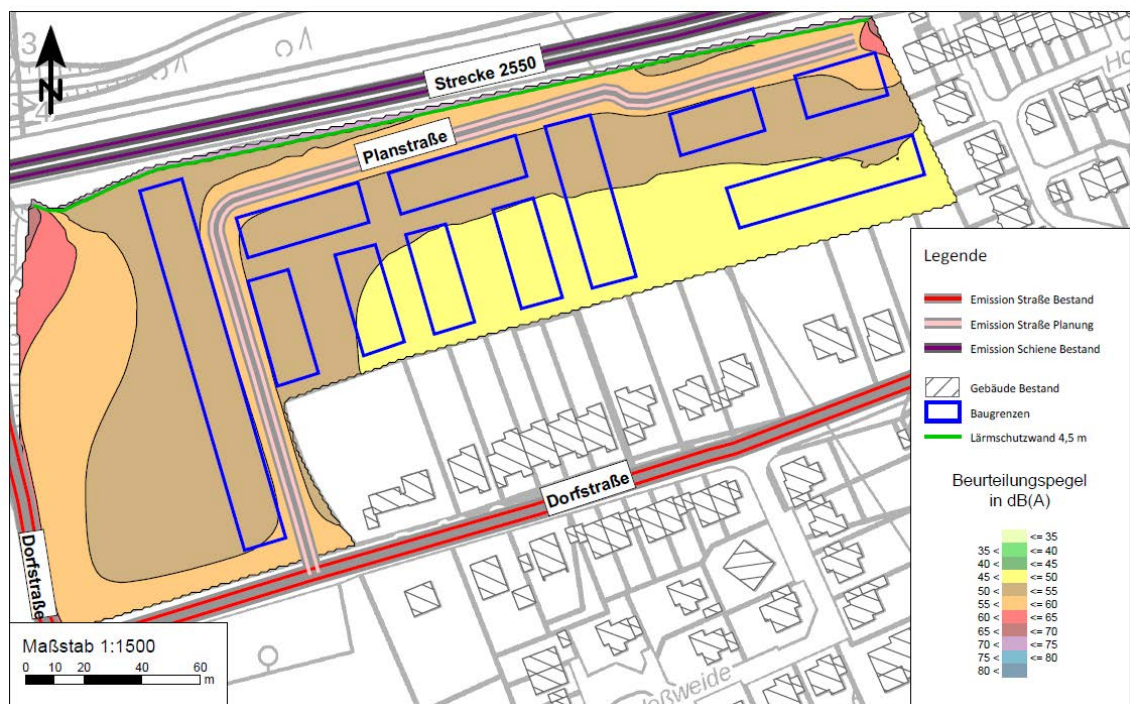 3
4
N
Strecke 2550
Planstraße
Dorfstraße
Dorfstraße
Maßstab 1:1500
0 10 20 40 60
m
Legende
Emission Straße Bestand
Emission Straße Planung
Emission Schiene Bestand
Gebäude Bestand
Baugrenzen
Lärmschutzwand 4,5 m
Beurteilungspegel
in dB(A)
<= 35
35 < <= 40
40 < <= 45
45 < <= 50
50 < <= 55
55 < <= 60
60 < <= 65
65 < <= 70
70 < <= 75
75 < <= 80
80 <